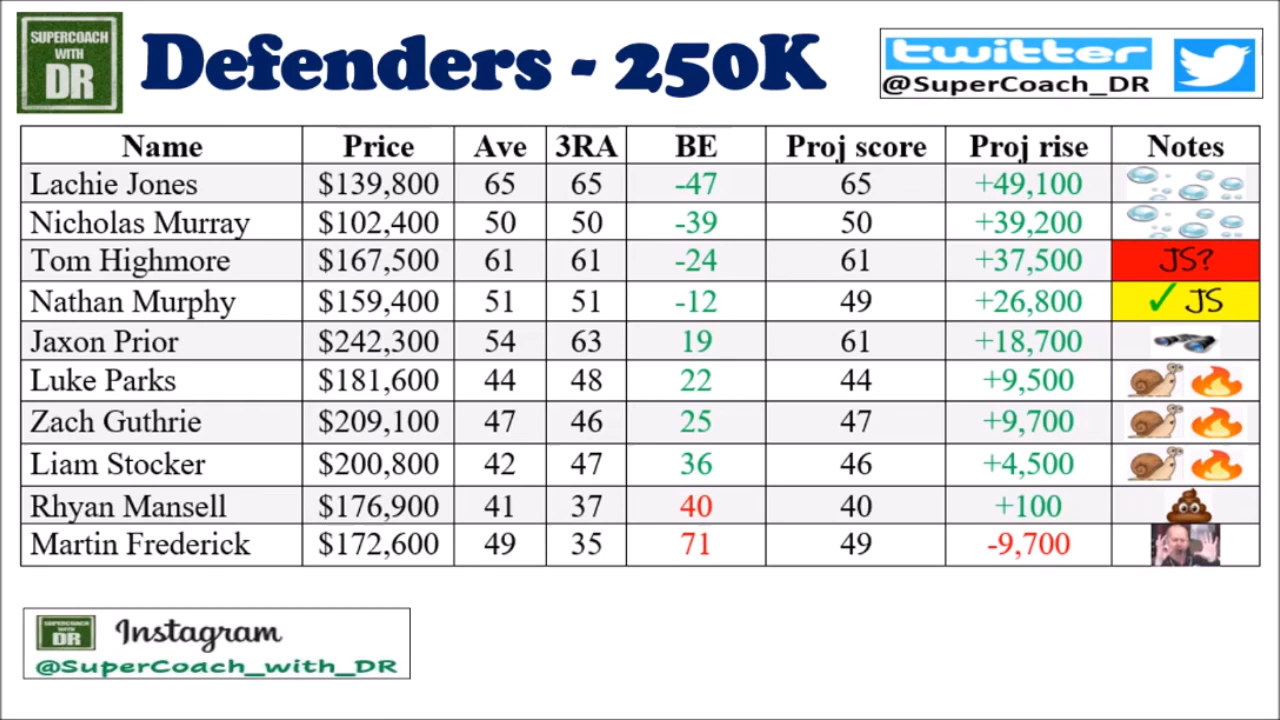 SUPERCOACH
WITH
DR
Defenders - 250K
twitter
@SuperCoach_DR
Name Price Ave 3RA BE Proj score Proj rise Notes
Lachie Jones $139,800 65 65 -47 65 +49,100
Nicholas Murray $102,400 50 50 -39 50 +39,200
Tom Highmore $167,500 61 61 -24 61 +37,500 JS?
Nathan Murphy $159,400 51 51 -12 49 +26,800 ✓ JS
Jaxon Prior $242,300 54 63 19 61 +18,700
Luke Parks $181,600 44 48 22 44 +9,500
Zach Guthrie $209,100 47 46 25 47 +9,700
Liam Stocker $200,800 42 47 36 46 +4,500
Rhyan Mansell $176,900 41 37 40 40 +100
Martin Frederick $172,600 49 35 71 49 -9,700
SUPERCOACH
WITH
DR
Instagram
@SuperCoach_with_DR